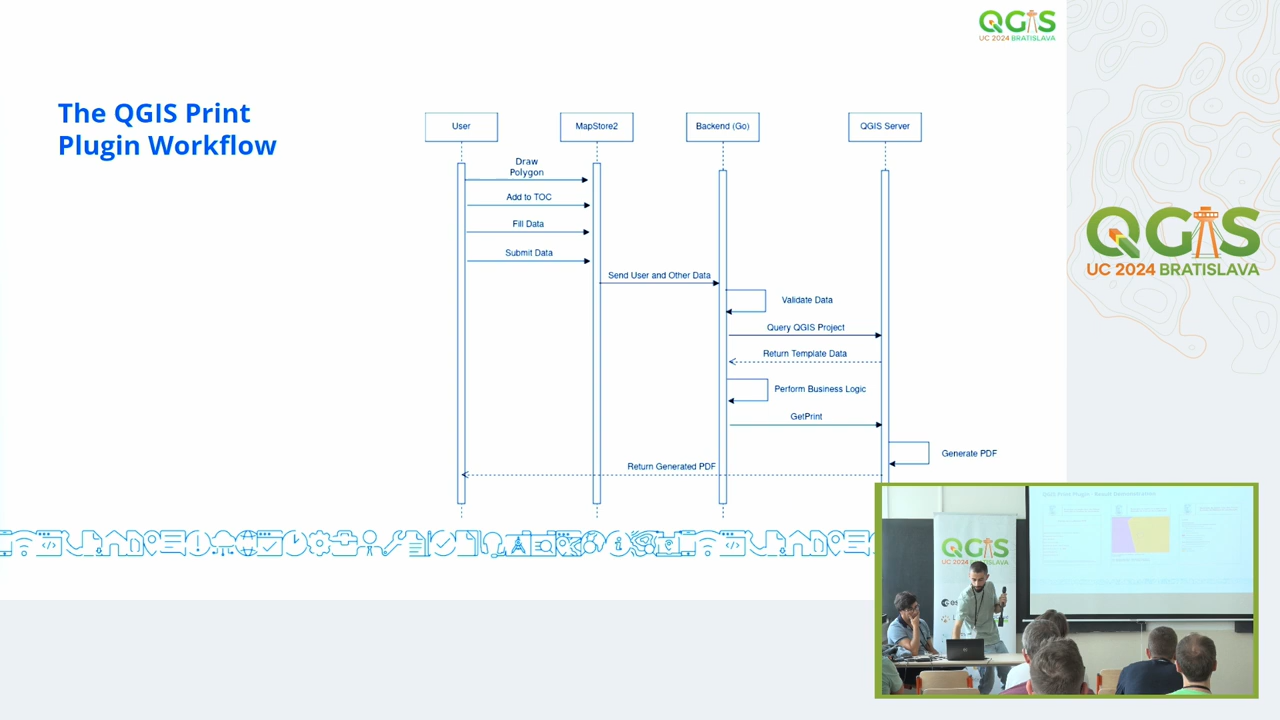 QGIS
UC 2024 BRATISLAVA
The QGIS Print
Plugin Workflow
User
MapStore2
Backend (Go)
QGIS Server
Draw
Polygon
Add to TOC
Fill Data
Submit Data
Send User and Other Data
Validate Data
Query QGIS Project
Return Template Data
Perform Business Logic
GetPrint
Generate PDF
Return Generated PDF
QGIS
UC 2024 BRATISLAVA
QGIS
UC 2024 BRATISLAVA